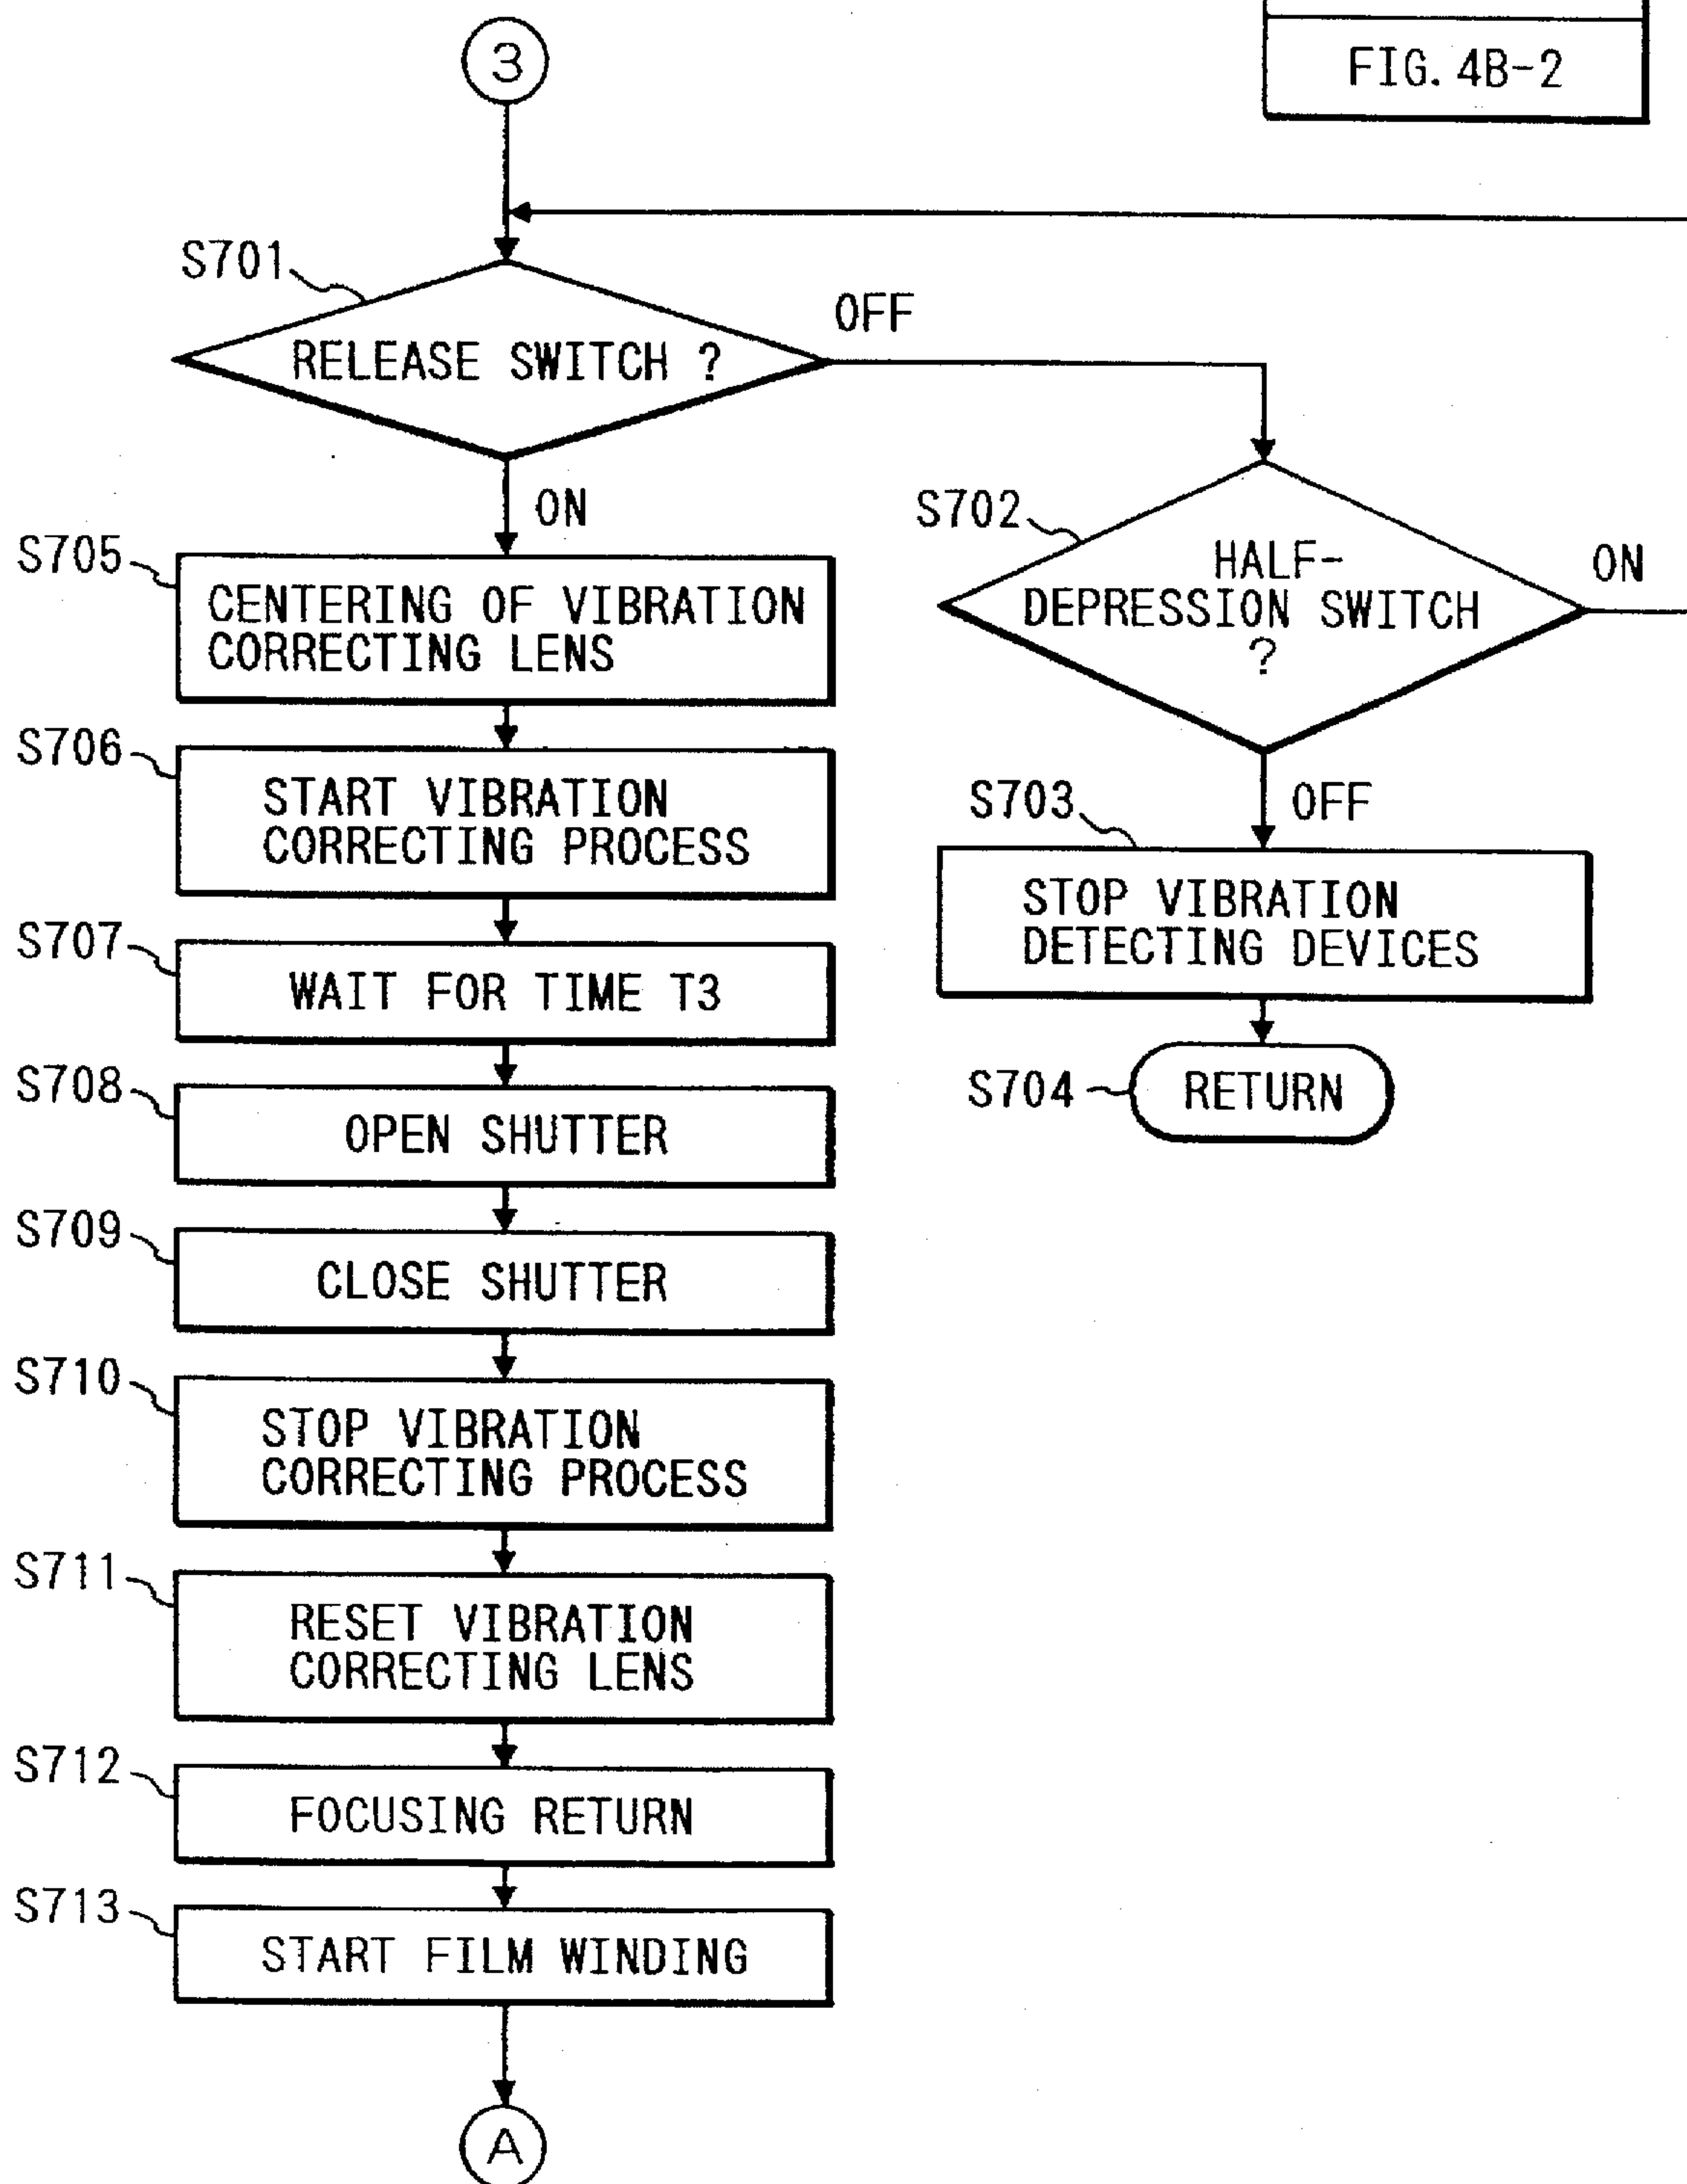 3
FIG. 4B-2
S701
RELEASE SWITCH ?
OFF
ON
S702
HALF-
DEPRESSION SWITCH
?
ON
OFF
S703
STOP VIBRATION
DETECTING DEVICES
S704
RETURN
S705
CENTERING OF VIBRATION
CORRECTING LENS
S706
START VIBRATION
CORRECTING PROCESS
S707
WAIT FOR TIME T3
S708
OPEN SHUTTER
S709
CLOSE SHUTTER
S710
STOP VIBRATION
CORRECTING PROCESS
S711
RESET VIBRATION
CORRECTING LENS
S712
FOCUSING RETURN
S713
START FILM WINDING
A